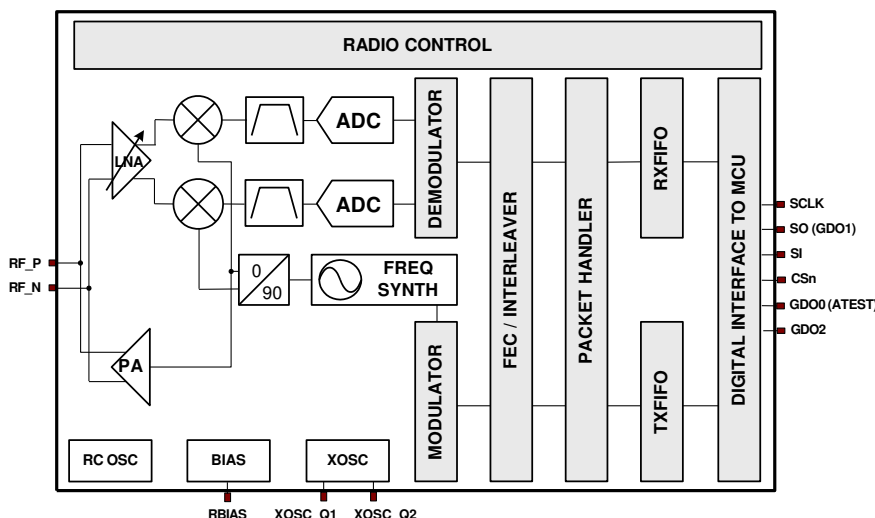 RADIO CONTROL
LNA
ADC
ADC
DEMODULATOR
FEC / INTERLEAVER
PACKET HANDLER
RXFIFO
DIGITAL INTERFACE TO MCU
SCLK
SO (GDO1)
SI
CSn
GDO0 (ATEST)
GDO2
RF_P
RF_N
0
90
FREQ
SYNTH
PA
MODULATOR
TXFIFO
RC OSC
BIAS
XOSC
RBIAS
XOSC_Q1
XOSC_Q2